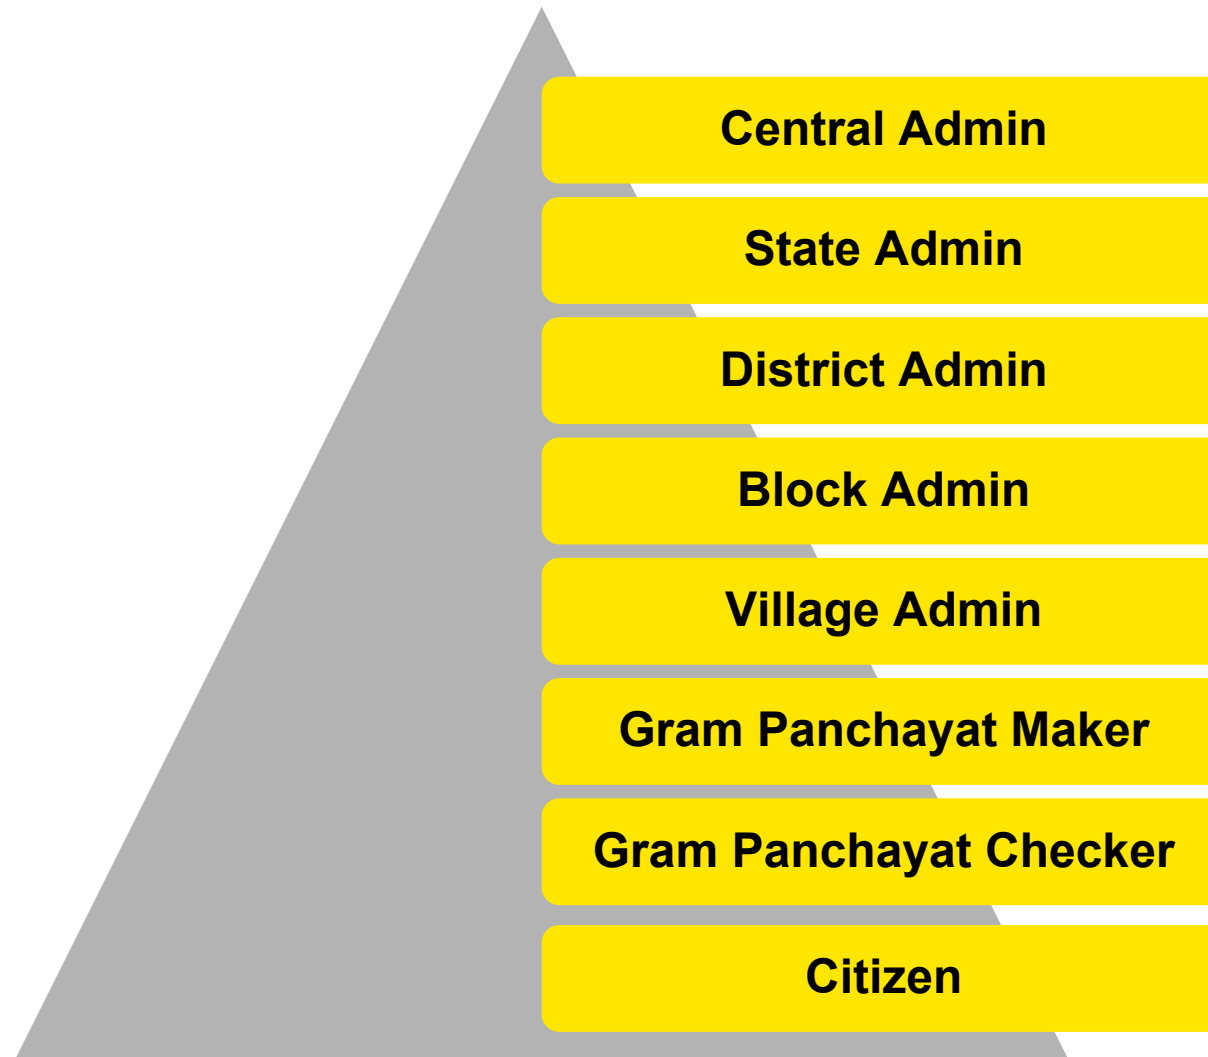 Central Admin
State Admin
District Admin
Block Admin
Village Admin
Gram Panchayat Maker
Gram Panchayat Checker
Citizen